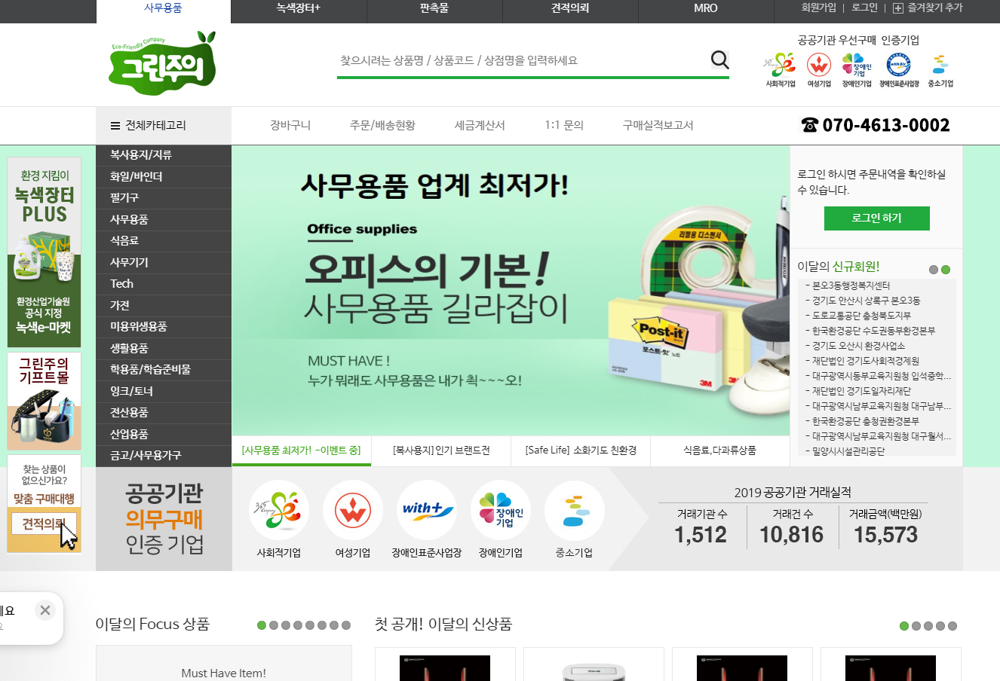 사무용품
녹색장터+
판촉물
견적의뢰
MRO
회원가입 | 로그인 | 즐겨찾기 추가
Eco-Friendly Company
그린주의
찾으시려는 상품명 / 상품코드 / 상점명을 입력하세요
공공기관 우선구매 인증기업
사회적기업
여성기업
장애인기업
장애인표준사업장
중소기업
전체카테고리
장바구니
주문/배송현황
세금계산서
1:1 문의
구매실적보고서
070-4613-0002
환경 지킴이
녹색장터
PLUS
환경산업기술원
공식 지정
녹색e-마켓
그린주의
기프트몰
찾는 상품이
없으신가요?
맞춤 구매대행
견적의뢰
복사용지/지류
화일/바인더
필기구
사무용품
식음료
사무기기
Tech
가전
미용위생용품
생활용품
학용품/학습준비물
잉크/토너
전산용품
산업용품
금고/사무용가구
사무용품 업계 최저가!
Office supplies
오피스의 기본!
사무용품 길라잡이
MUST HAVE !
누가 뭐래도 사무용품은 내가 쵝~~~오!
리필용 디스펜서
Post-it
포스트-잇 노트
3M
3M
[사무용품 최저가! -이벤트 중]
[복사용지]인기 브랜드전
[Safe Life] 소화기도 친환경
식음료,다과류상품
로그인 하시면 주문내역을 확인하실
수 있습니다.
로그인 하기
이달의 신규회원!
- 본오3동행정복지센터
- 경기도 안산시 상록구 본오3동
- 도로교통공단 충청북도지부
- 한국환경공단 수도권동부환경본부
- 경기도 오산시 환경사업소
- 재단법인 경기도사회적경제원
- 대구광역시동부교육지원청 입석중학...
- 재단법인 경기도일자리재단
- 대구광역시남부교육지원청 대구남부...
- 한국환경공단 충청권환경본부
- 대구광역시남부교육지원청 대구월서...
- 밀양시시설관리공단
공공기관
의무구매
인증 기업
사회적기업
여성기업
with+
장애인표준사업장
장애인
기업
장애인기업
중소기업
2019 공공기관 거래실적
거래기관 수
1,512
거래건 수
10,816
거래금액(백만원)
15,573
이달의 Focus 상품
Must Have Item!
첫 공개! 이달의 신상품